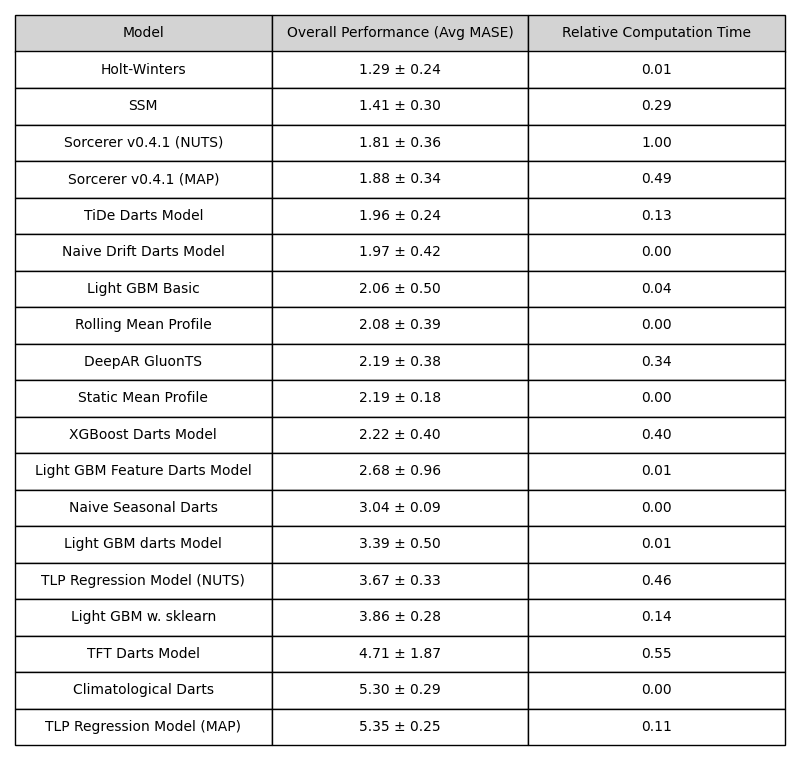 Model Overall Performance (Avg MASE) Relative Computation Time
Holt-Winters 1.29 ± 0.24 0.01
SSM 1.41 ± 0.30 0.29
Sorcerer v0.4.1 (NUTS) 1.81 ± 0.36 1.00
Sorcerer v0.4.1 (MAP) 1.88 ± 0.34 0.49
TiDe Darts Model 1.96 ± 0.24 0.13
Naive Drift Darts Model 1.97 ± 0.42 0.00
Light GBM Basic 2.06 ± 0.50 0.04
Rolling Mean Profile 2.08 ± 0.39 0.00
DeepAR GluonTS 2.19 ± 0.38 0.34
Static Mean Profile 2.19 ± 0.18 0.00
XGBoost Darts Model 2.22 ± 0.40 0.40
Light GBM Feature Darts Model 2.68 ± 0.96 0.01
Naive Seasonal Darts 3.04 ± 0.09 0.00
Light GBM darts Model 3.39 ± 0.50 0.01
TLP Regression Model (NUTS) 3.67 ± 0.33 0.46
Light GBM w. sklearn 3.86 ± 0.28 0.14
TFT Darts Model 4.71 ± 1.87 0.55
Climatological Darts 5.30 ± 0.29 0.00
TLP Regression Model (MAP) 5.35 ± 0.25 0.11